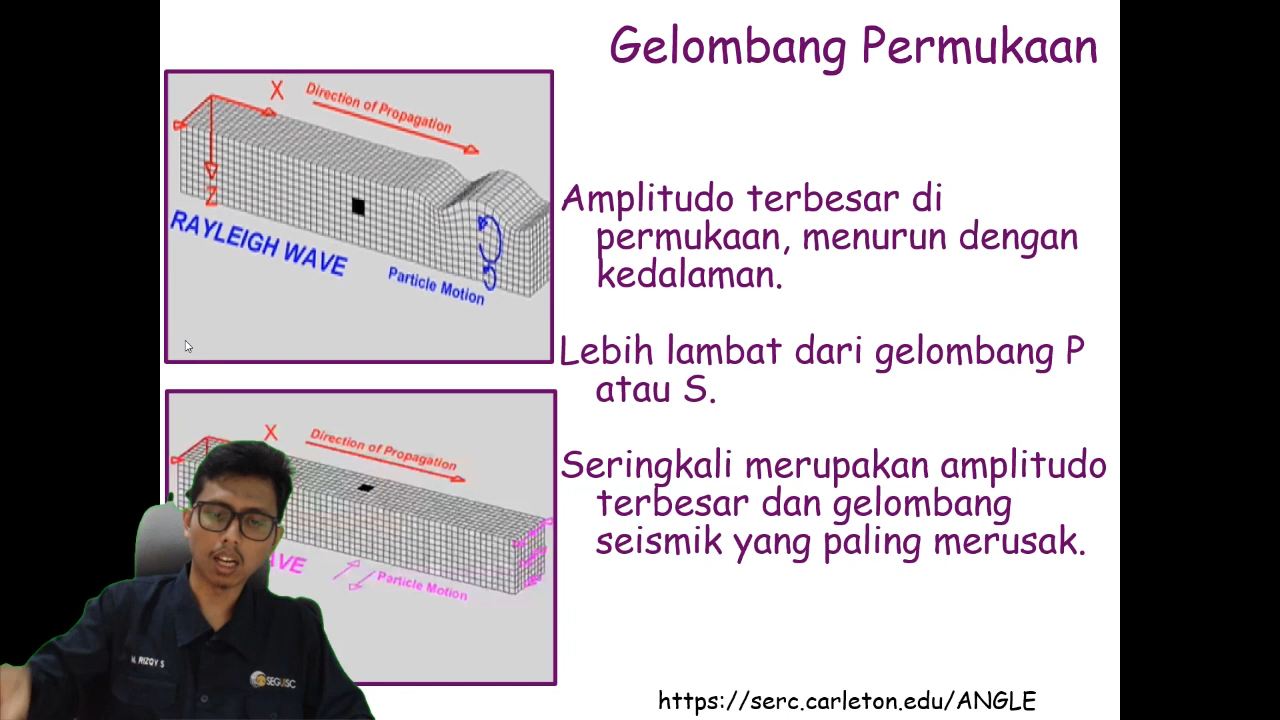 Gelombang Permukaan
X
Direction of Propagation
Z
RAYLEIGH WAVE
Particle Motion
Amplitudo terbesar di
permukaan, menurun dengan
kedalaman.
Lebih lambat dari gelombang P
atau S.
Seringkali merupakan amplitudo
terbesar dan gelombang
seismik yang paling merusak.
X
Direction of Propagation
Particle Motion
M. RIZQY S
SEGUISC
https://serc.carleton.edu/ANGLE